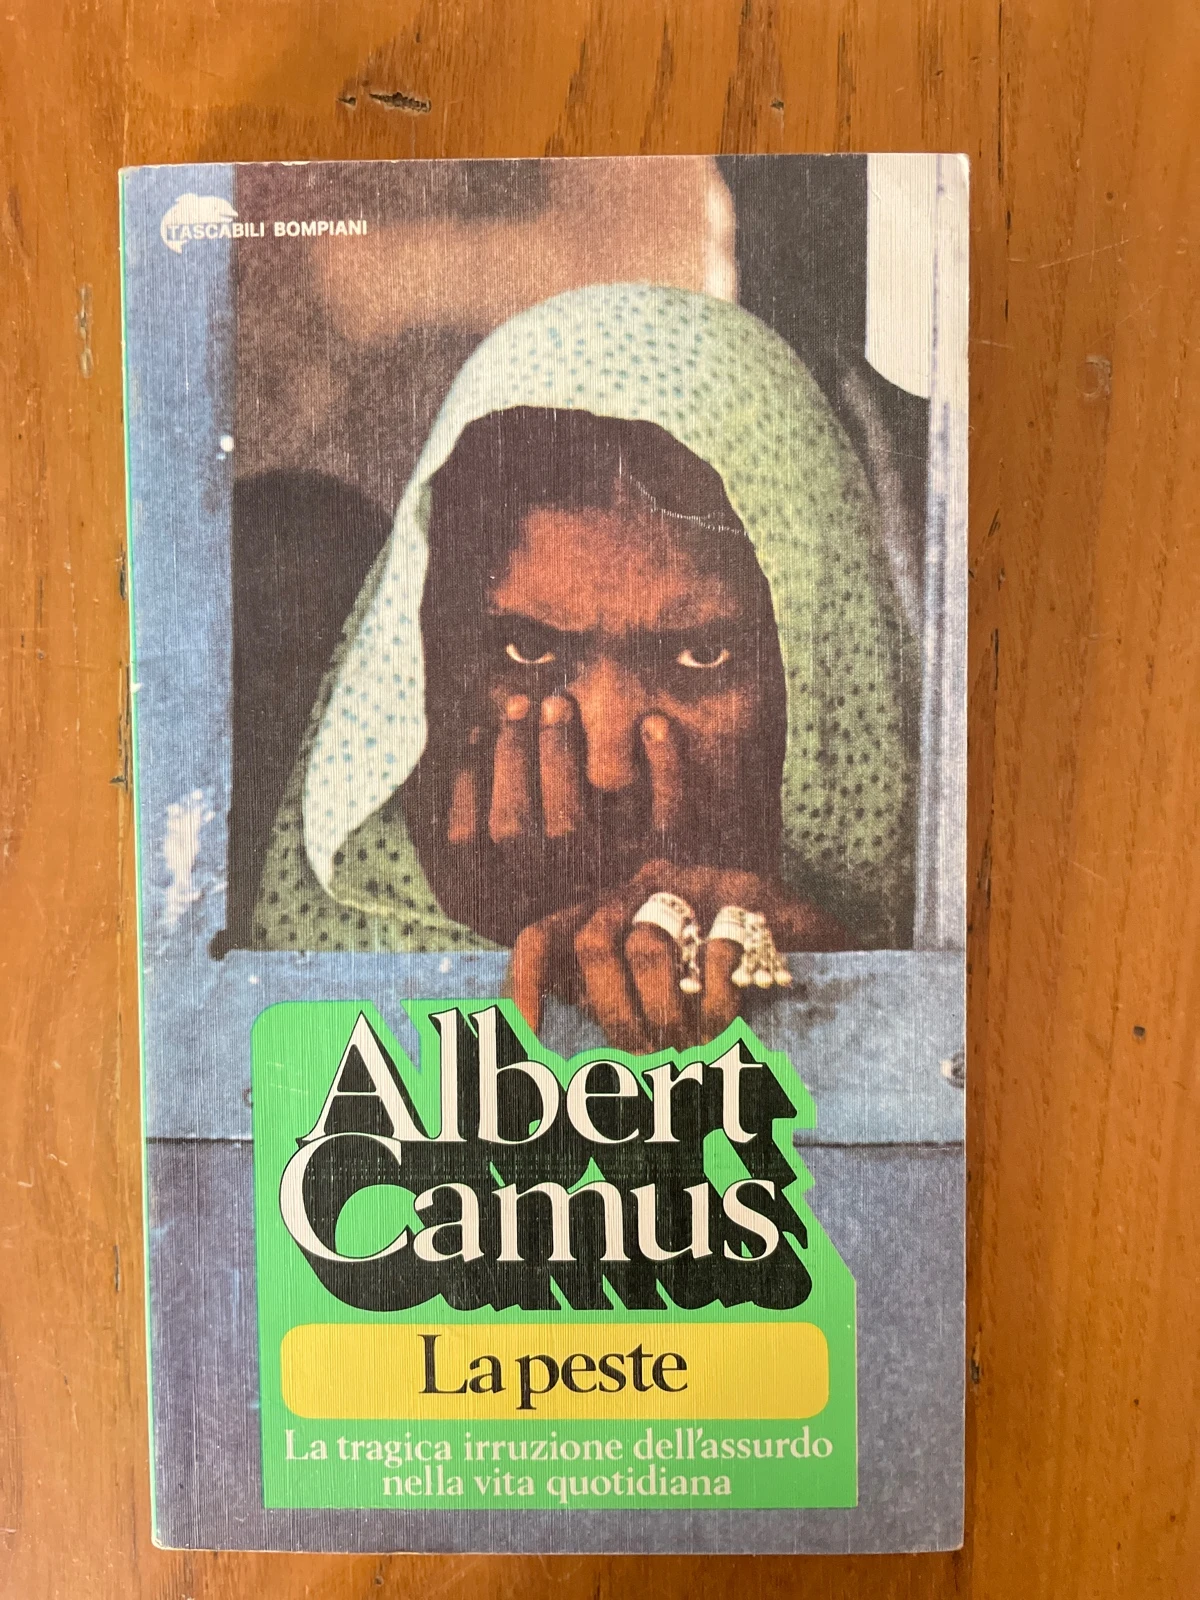 TASCABILI BOMPIANI
Albert
Camus
La peste
La tragica irruzione dell'assurdo
nella vita quotidiana